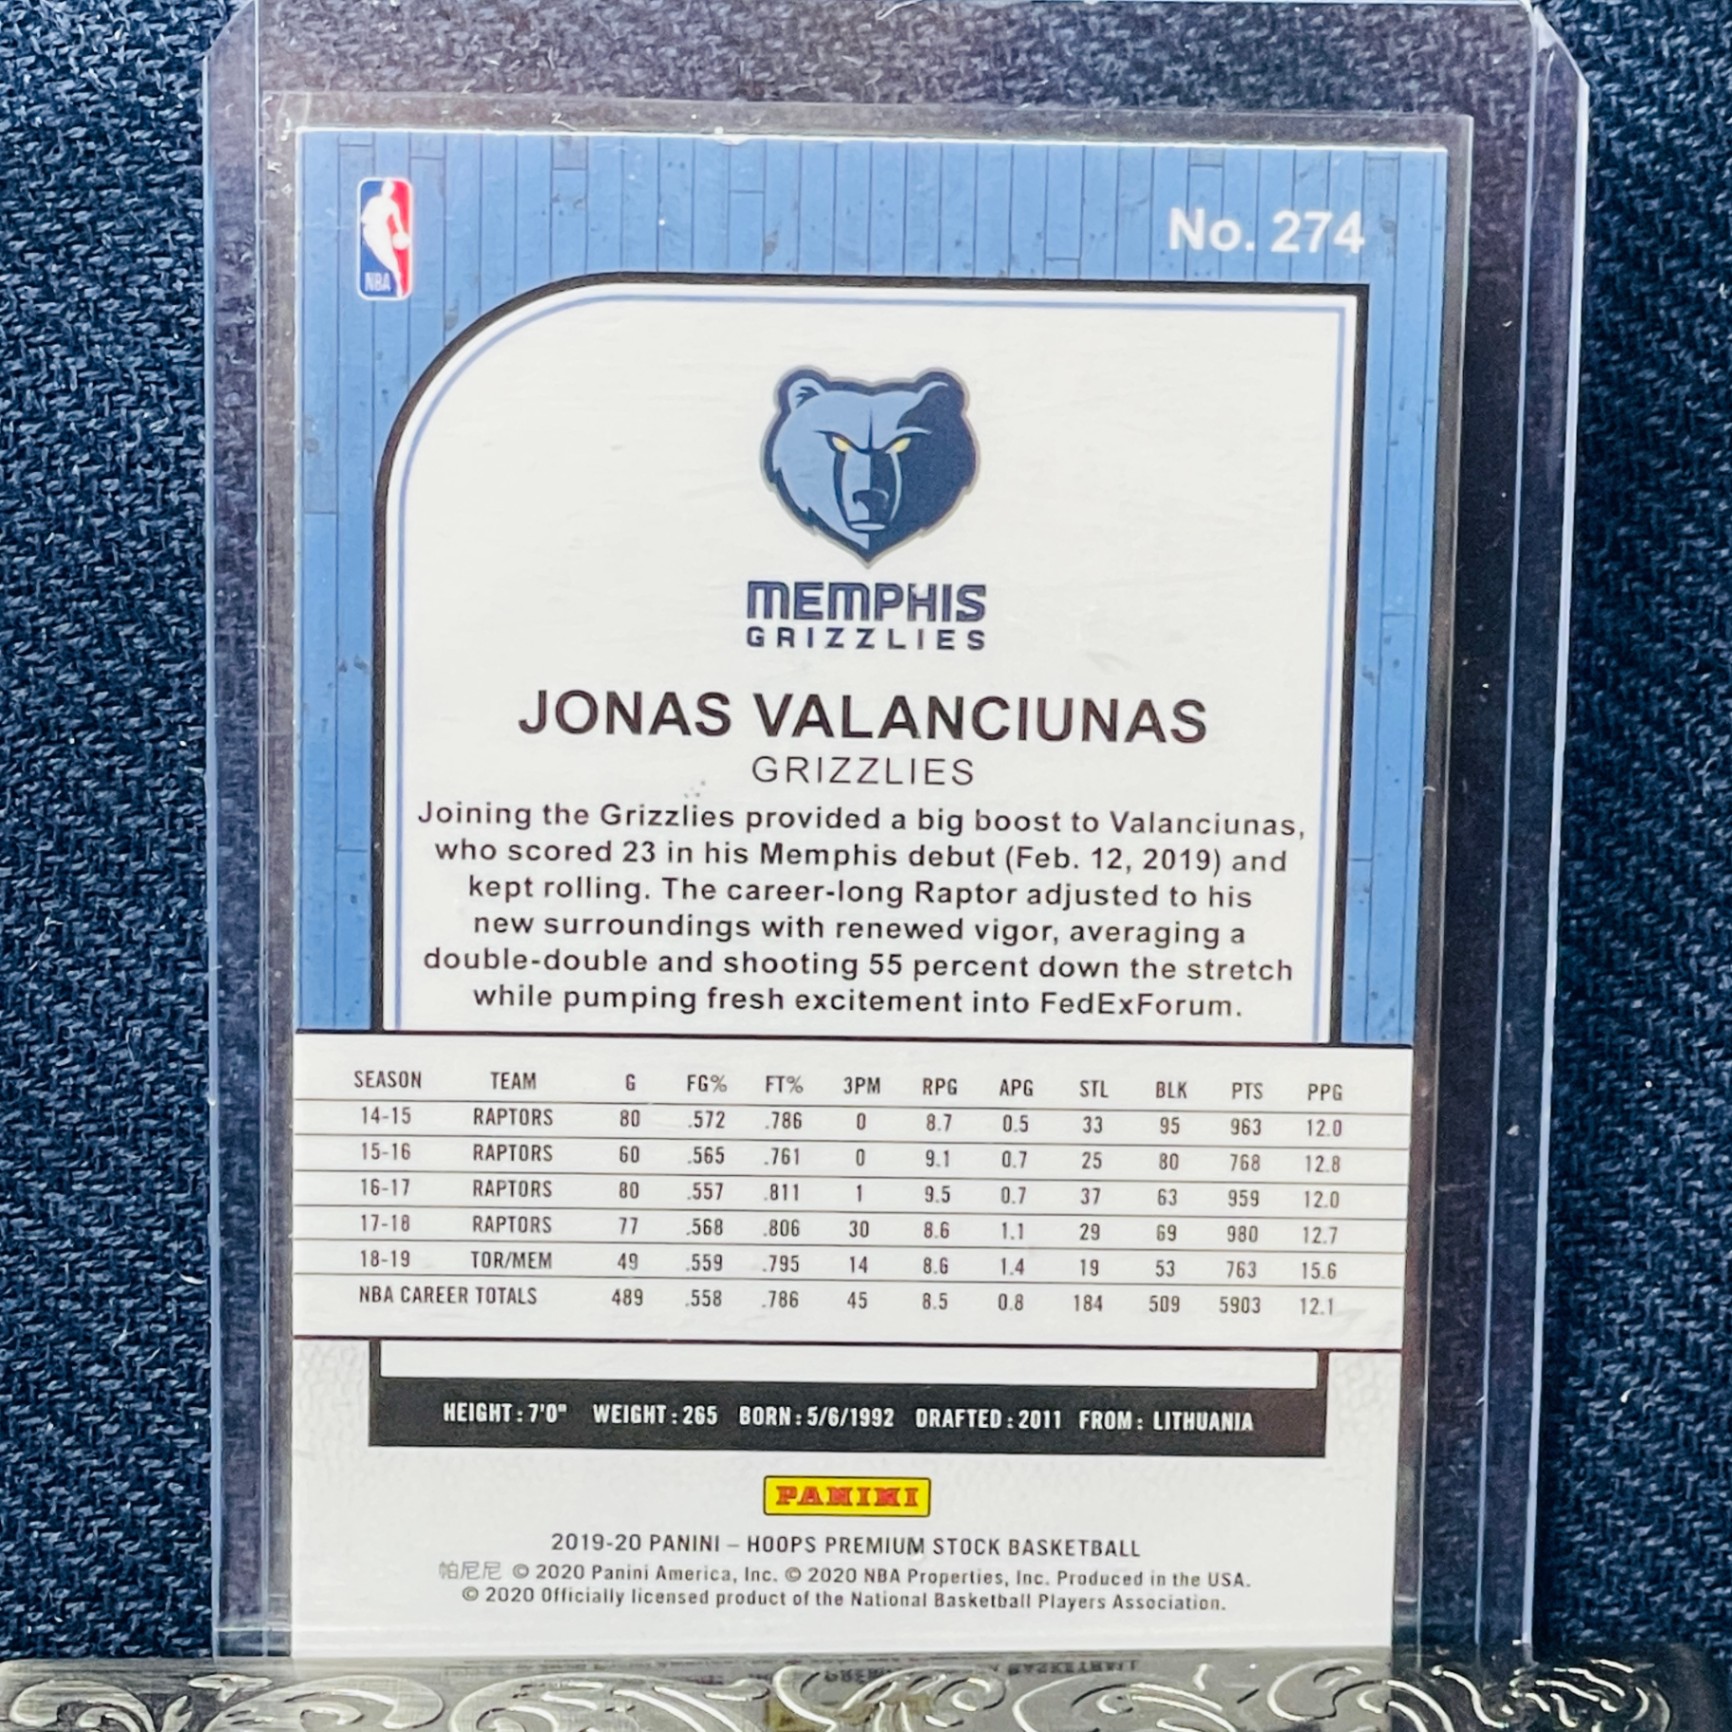 NBA
No. 274
MEMPHIS
GRIZZLIES
JONAS VALANCIUNAS
GRIZZLIES
Joining the Grizzlies provided a big boost to Valanciunas,
who scored 23 in his Memphis debut (Feb. 12, 2019) and
kept rolling. The career-long Raptor adjusted to his
new surroundings with renewed vigor, averaging a
double-double and shooting 55 percent down the stretch
while pumping fresh excitement into FedExForum.
SEASON TEAM G FG% FT% 3PM RPG APG STL BLK PTS PPG
14-15 RAPTORS 80 .572 .786 0 8.7 0.5 33 95 963 12.0
15-16 RAPTORS 60 .565 .761 0 9.1 0.7 25 80 768 12.8
16-17 RAPTORS 80 .557 .811 1 9.5 0.7 37 63 959 12.0
17-18 RAPTORS 77 .568 .806 30 8.6 1.1 29 69 980 12.7
18-19 TOR/MEM 49 .559 .795 14 8.6 1.4 19 53 763 15.6
NBA CAREER TOTALS 489 .558 .786 45 8.5 0.8 184 509 5903 12.1
HEIGHT: 7'0" WEIGHT: 265 BORN: 5/6/1992 DRAFTED: 2011 FROM: LITHUANIA
PANINI
2019-20 PANINI – HOOPS PREMIUM STOCK BASKETBALL
帕尼尼 © 2020 Panini America, Inc. © 2020 NBA Properties, Inc. Produced in the USA.
© 2020 Officially licensed product of the National Basketball Players Association.